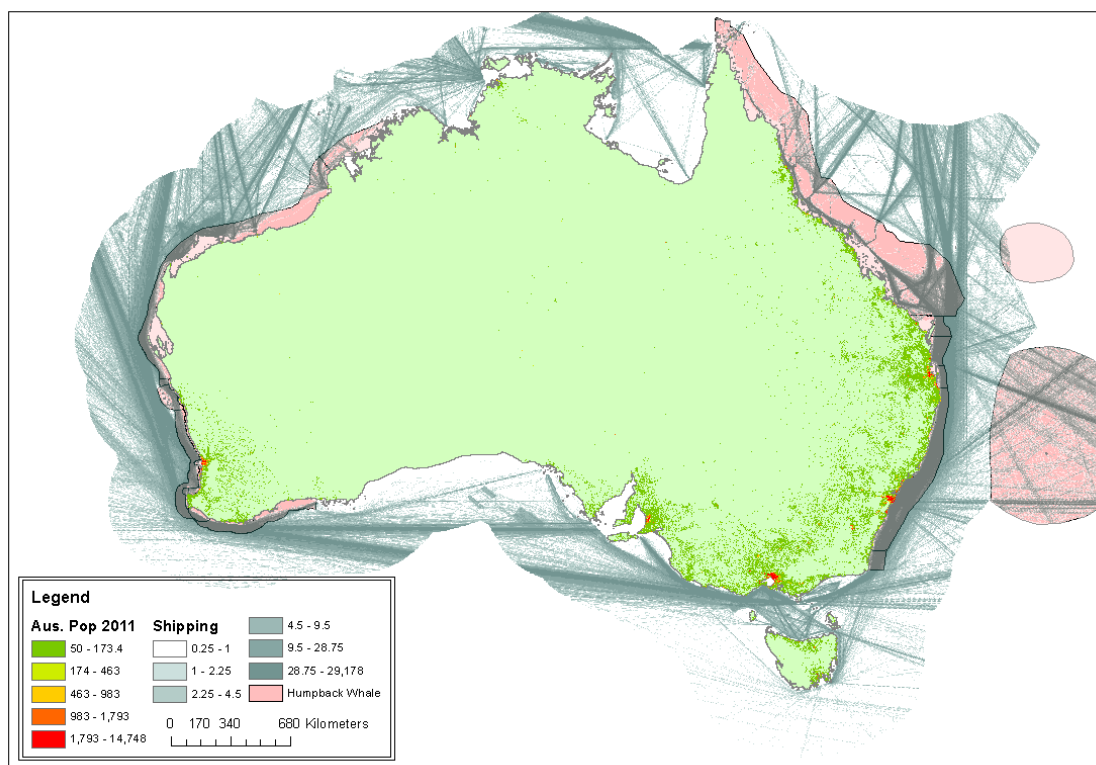 Legend
Aus. Pop 2011
50 - 173.4
174 - 463
463 - 983
983 - 1,793
1,793 - 14,748
Shipping
0.25 - 1
1 - 2.25
2.25 - 4.5
4.5 - 9.5
9.5 - 28.75
28.75 - 29,178
Humpback Whale
0 170 340 680 Kilometers